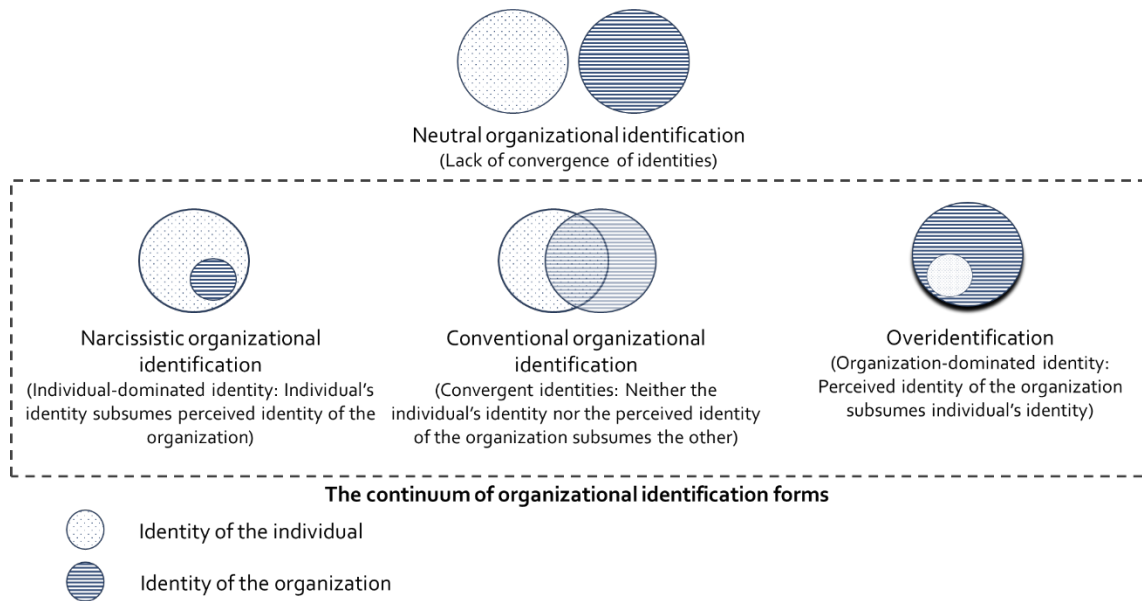 Neutral organizational identification
(Lack of convergence of identities)
Narcissistic organizational
identification
(Individual-dominated identity: Individual's
identity subsumes perceived identity of the
organization)
Conventional organizational
identification
(Convergent identities: Neither the
individual's identity nor the perceived identity
of the organization subsumes the other)
Overidentification
(Organization-dominated identity:
Perceived identity of the organization
subsumes individual's identity)
The continuum of organizational identification forms
Identity of the individual
Identity of the organization